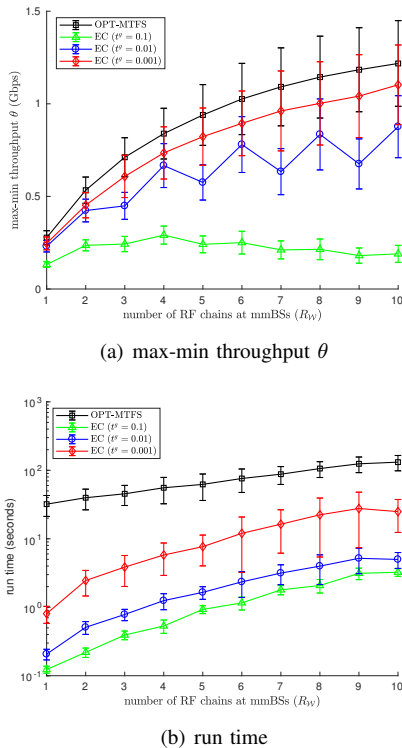 1.5
OPT-MTFS
EC (t^g = 0.1)
EC (t^g = 0.01)
EC (t^g = 0.001)
1
0.5
0
max-min throughput θ (Gbps)
1 2 3 4 5 6 7 8 9 10
number of RF chains at mmBSs (R_W)
(a) max-min throughput θ
10^3
OPT-MTFS
EC (t^g = 0.1)
EC (t^g = 0.01)
EC (t^g = 0.001)
10^2
10^1
10^0
10^-1
run time (seconds)
1 2 3 4 5 6 7 8 9 10
number of RF chains at mmBSs (R_W)
(b) run time